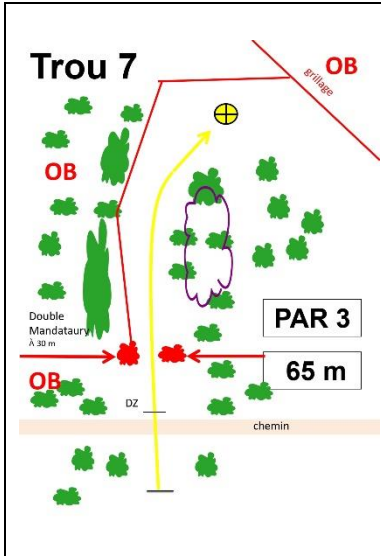 Trou 7
OB
grillage
OB
Double
Mandataury
À 30 m
PAR 3
65 m
OB
DZ
chemin